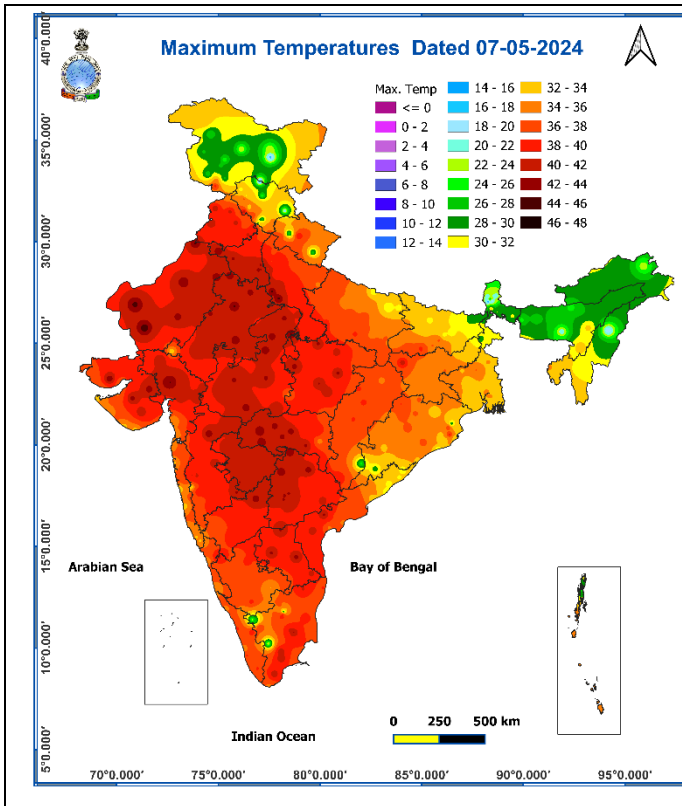 Maximum Temperatures Dated 07-05-2024
Max. Temp
<= 0
0 - 2
2 - 4
4 - 6
6 - 8
8 - 10
10 - 12
12 - 14
14 - 16
16 - 18
18 - 20
20 - 22
22 - 24
24 - 26
26 - 28
28 - 30
30 - 32
32 - 34
34 - 36
36 - 38
38 - 40
40 - 42
42 - 44
44 - 46
46 - 48
40°0.000'
35°0.000'
30°0.000'
25°0.000'
20°0.000'
15°0.000'
10°0.000'
5°0.000'
Arabian Sea
Bay of Bengal
Indian Ocean
0 250 500 km
70°0.000' 75°0.000' 80°0.000' 85°0.000' 90°0.000' 95°0.000'